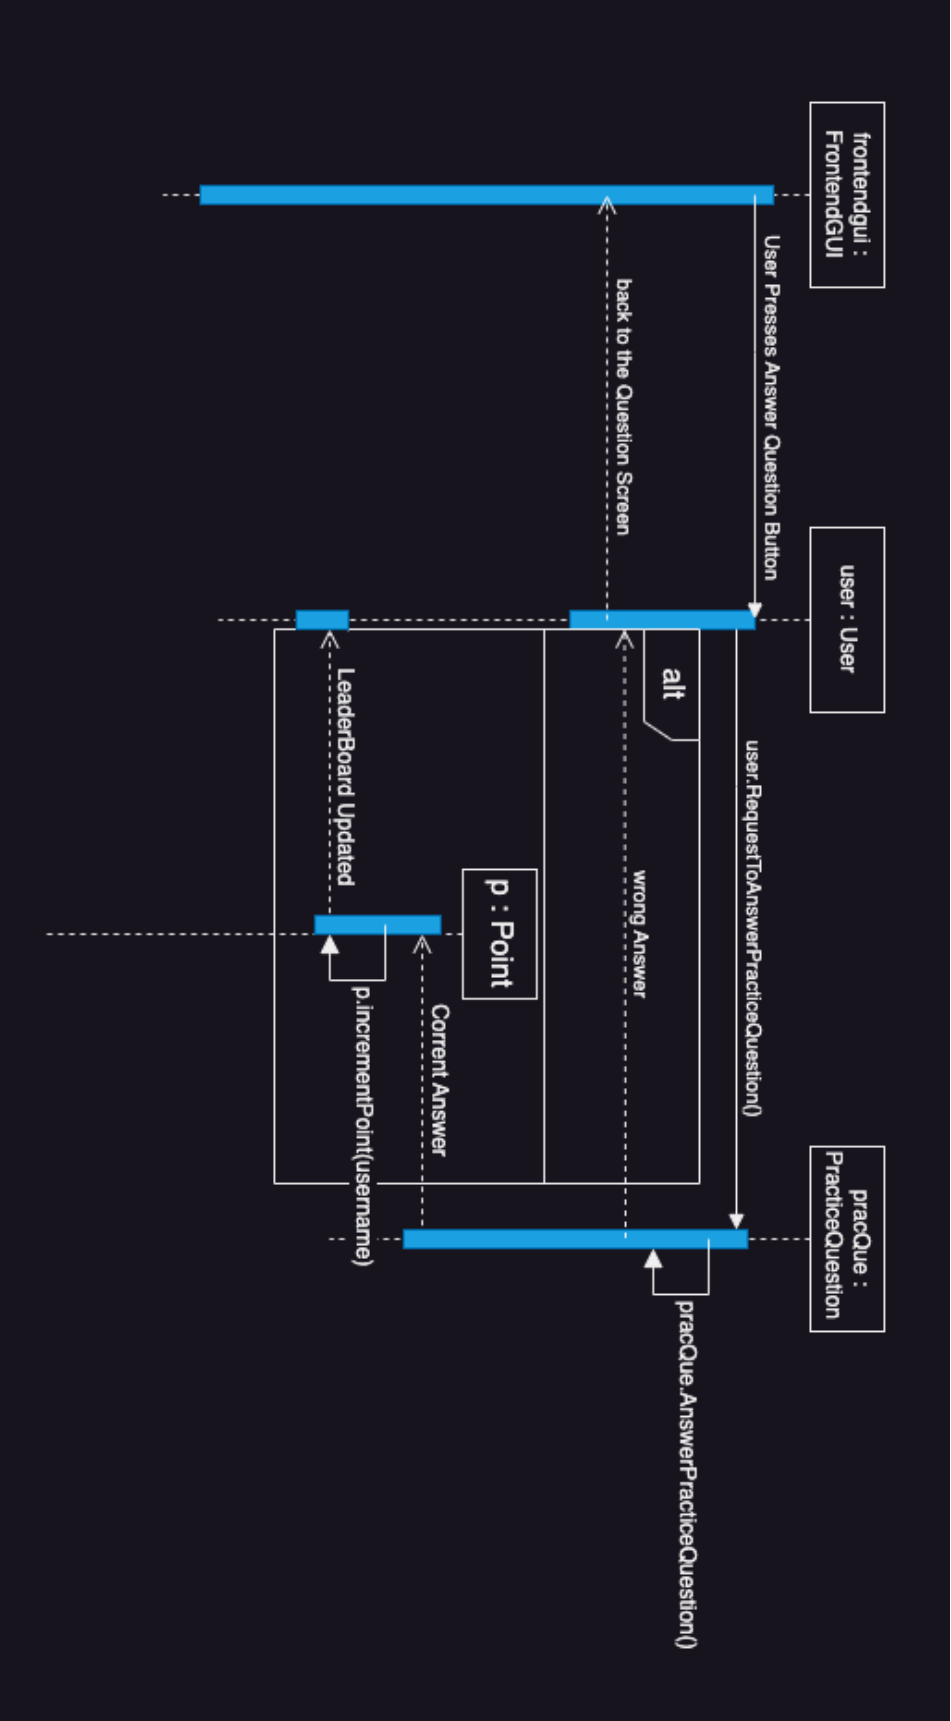 frontendgui :
FrontendGUI
user : User
pracQue :
PracticeQuestion
User Presses Answer Question Button
user.RequestToAnswerPracticeQuestion()
pracQue.AnswerPracticeQuestion()
alt
wrong Answer
back to the Question Screen
p : Point
Corrent Answer
p.incrementPoint(username)
LeaderBoard Updated